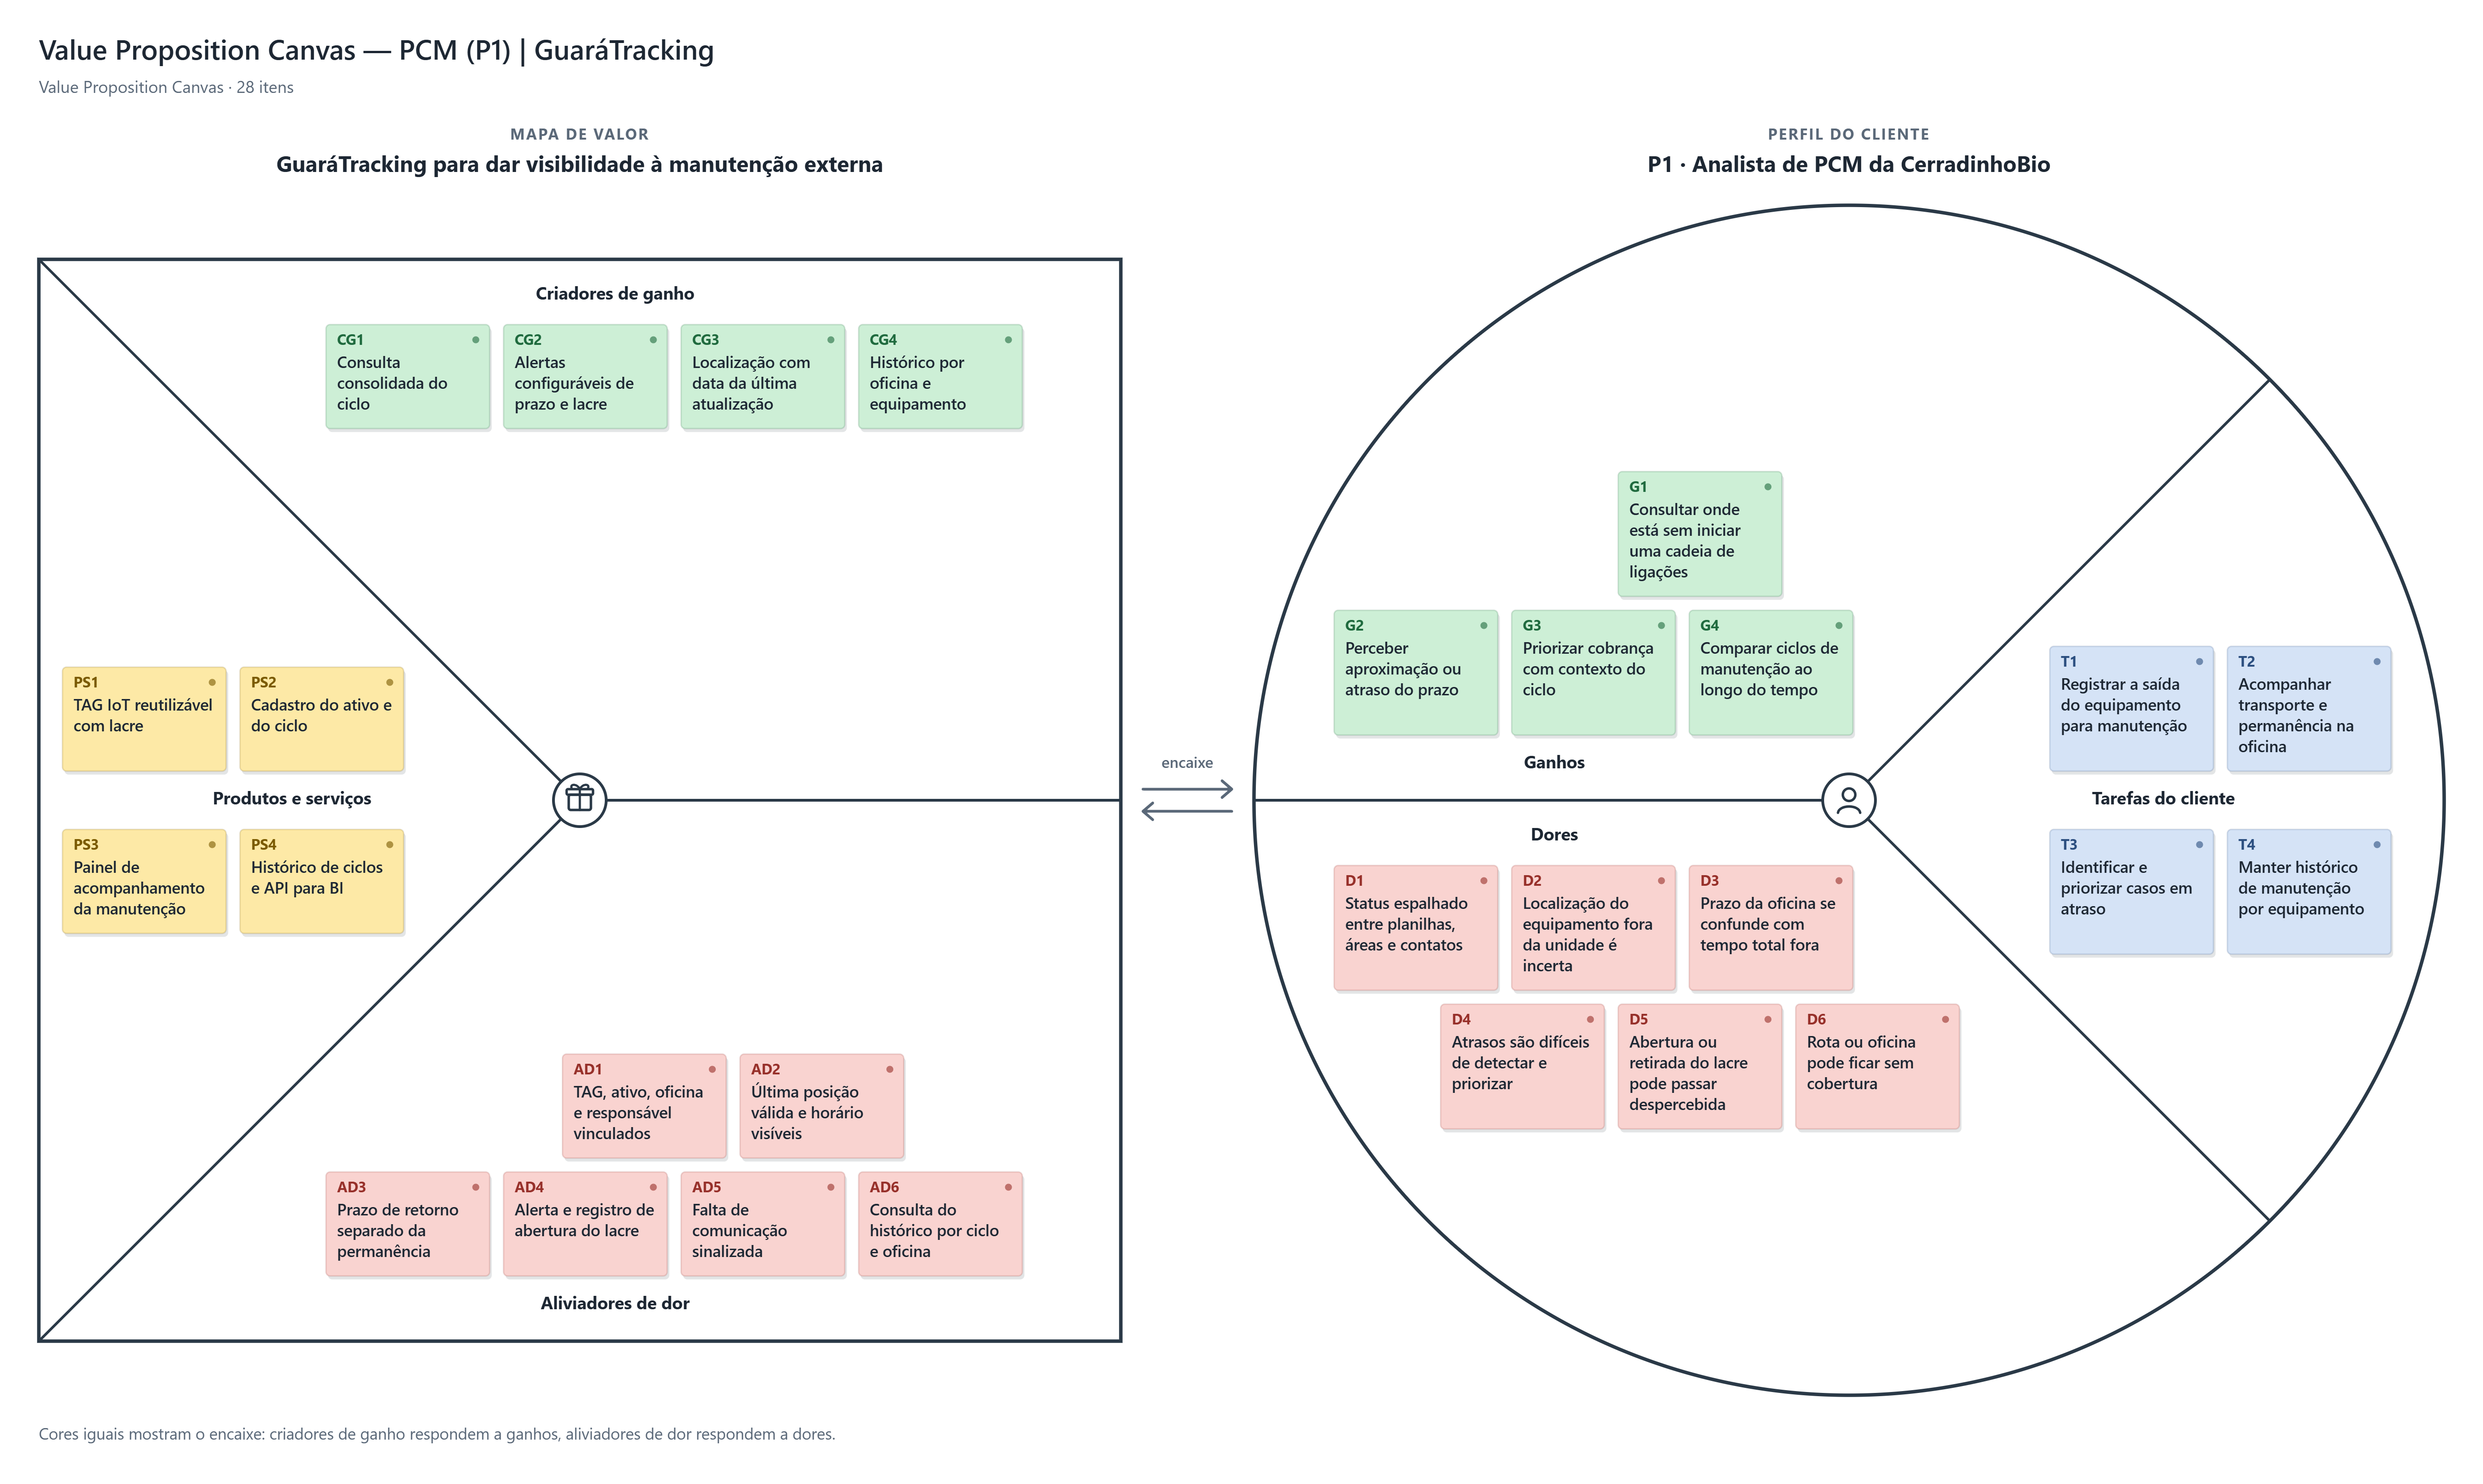 Value Proposition Canvas — PCM (P1) | GuaráTracking
Value Proposition Canvas · 28 itens
MAPA DE VALOR
GuaráTracking para dar visibilidade à manutenção externa
Criadores de ganho
CG1
Consulta
consolidada do
ciclo
CG2
Alertas
configuráveis de
prazo e lacre
CG3
Localização com
data da última
atualização
CG4
Histórico por
oficina e
equipamento
PS1
TAG IoT reutilizável
com lacre
PS2
Cadastro do ativo e
do ciclo
Produtos e serviços
PS3
Painel de
acompanhamento
da manutenção
PS4
Histórico de ciclos
e API para BI
AD1
TAG, ativo, oficina
e responsável
vinculados
AD2
Última posição
válida e horário
visíveis
AD3
Prazo de retorno
separado da
permanência
AD4
Alerta e registro de
abertura do lacre
AD5
Falta de
comunicação
sinalizada
AD6
Consulta do
histórico por ciclo
e oficina
Aliviadores de dor
encaixe
PERFIL DO CLIENTE
P1 · Analista de PCM da CerradinhoBio
G1
Consultar onde
está sem iniciar
uma cadeia de
ligações
G2
Perceber
aproximação ou
atraso do prazo
G3
Priorizar cobrança
com contexto do
ciclo
G4
Comparar ciclos de
manutenção ao
longo do tempo
Ganhos
Dores
D1
Status espalhado
entre planilhas,
áreas e contatos
D2
Localização do
equipamento fora
da unidade é
incerta
D3
Prazo da oficina se
confunde com
tempo total fora
D4
Atrasos são difíceis
de detectar e
priorizar
D5
Abertura ou
retirada do lacre
pode passar
despercebida
D6
Rota ou oficina
pode ficar sem
cobertura
T1
Registrar a saída
do equipamento
para manutenção
T2
Acompanhar
transporte e
permanência na
oficina
Tarefas do cliente
T3
Identificar e
priorizar casos em
atraso
T4
Manter histórico
de manutenção
por equipamento
Cores iguais mostram o encaixe: criadores de ganho respondem a ganhos, aliviadores de dor respondem a dores.